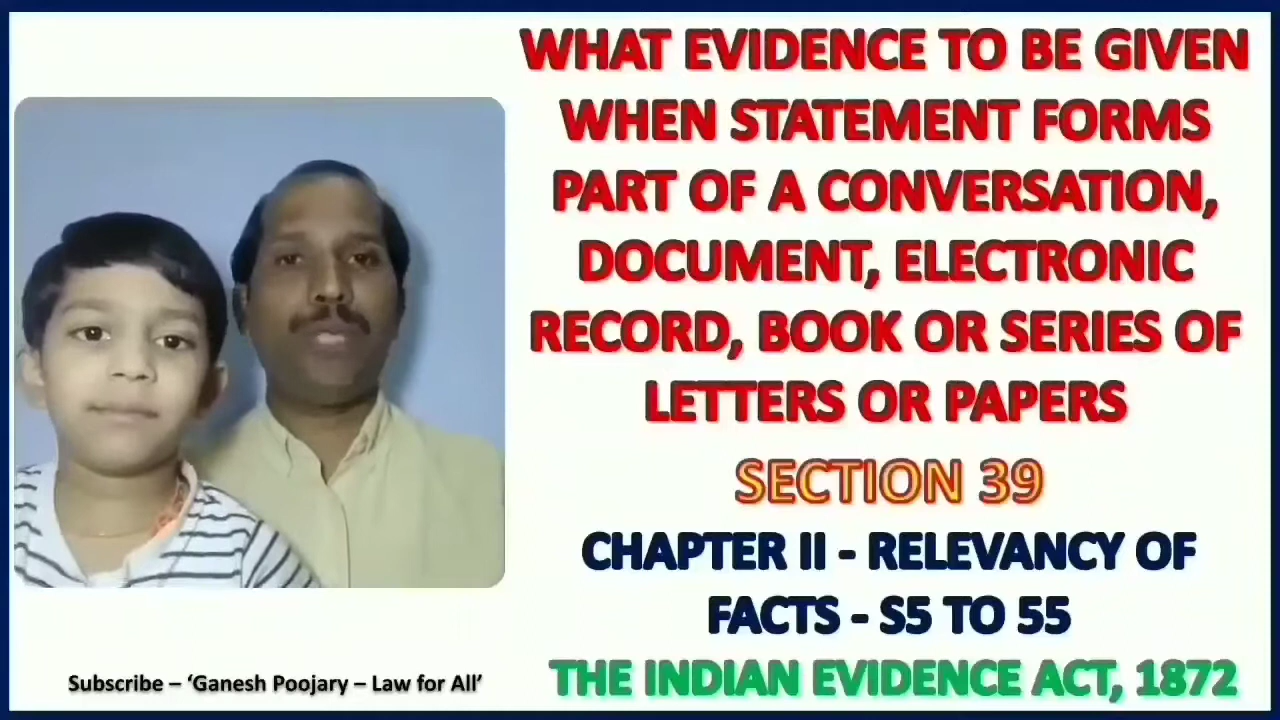 WHAT EVIDENCE TO BE GIVEN
WHEN STATEMENT FORMS
PART OF A CONVERSATION,
DOCUMENT, ELECTRONIC
RECORD, BOOK OR SERIES OF
LETTERS OR PAPERS
SECTION 39
CHAPTER II - RELEVANCY OF
FACTS - S5 TO 55
THE INDIAN EVIDENCE ACT, 1872
Subscribe – ‘Ganesh Poojary – Law for All’